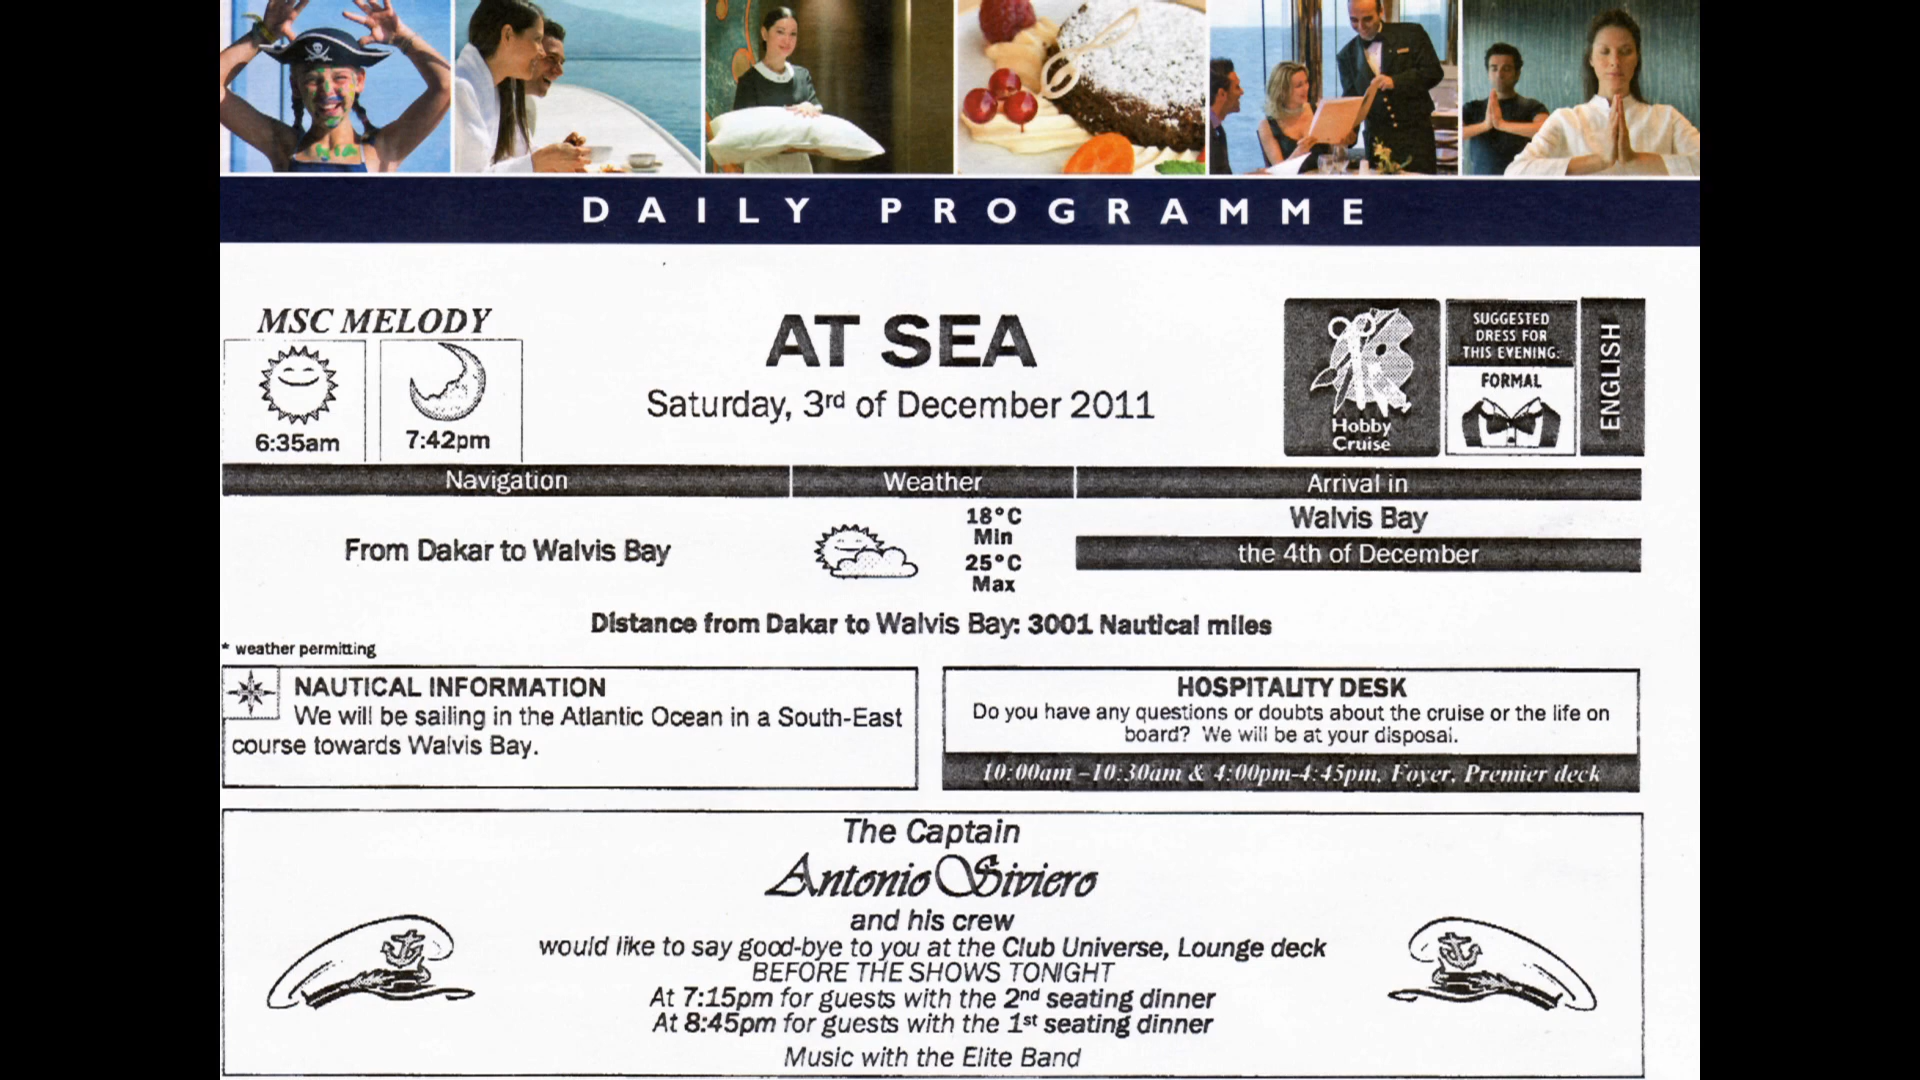 DAILY PROGRAMME
MSC MELODY
6:35am
7:42pm
AT SEA
Saturday, 3rd of December 2011
Hobby
Cruise
SUGGESTED
DRESS FOR
THIS EVENING:
FORMAL
ENGLISH
Navigation
Weather
Arrival in
From Dakar to Walvis Bay
18°C
Min
25°C
Max
Walvis Bay
the 4th of December
Distance from Dakar to Walvis Bay: 3001 Nautical miles
* weather permitting
NAUTICAL INFORMATION
We will be sailing in the Atlantic Ocean in a South-East
course towards Walvis Bay.
HOSPITALITY DESK
Do you have any questions or doubts about the cruise or the life on
board? We will be at your disposal.
10:00am –10:30am & 4:00pm-4:45pm, Foyer, Premier deck
The Captain
Antonio Siviero
and his crew
would like to say good-bye to you at the Club Universe, Lounge deck
BEFORE THE SHOWS TONIGHT
At 7:15pm for guests with the 2nd seating dinner
At 8:45pm for guests with the 1st seating dinner
Music with the Elite Band